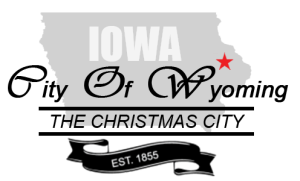 IOWA
City Of Wyoming
THE CHRISTMAS CITY
EST. 1855